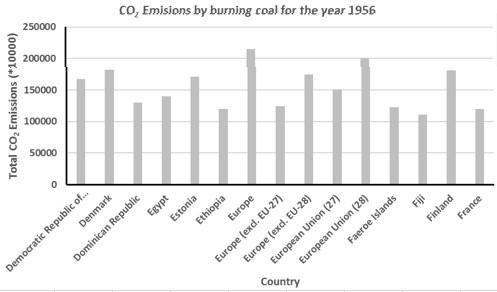 CO2 Emisions by burning coal for the year 1956
Total CO2 Emissions (*10000)
250000
200000
150000
100000
50000
0
Democratic Republic of...
Denmark
Dominican Republic
Egypt
Estonia
Ethiopia
Europe
Europe (excl. EU-27)
Europe (excl. EU-28)
European Union (27)
European Union (28)
Faeroe Islands
Fiji
Finland
France
Country